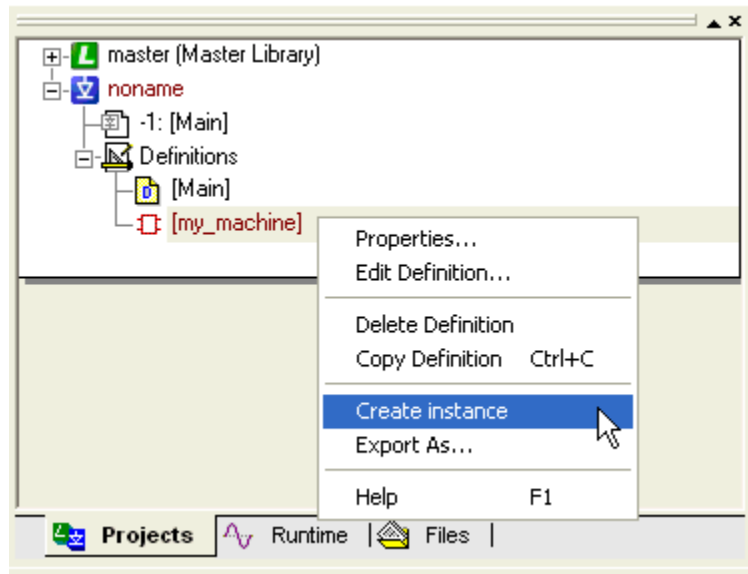 master (Master Library)
noname
-1: [Main]
Definitions
[Main]
[my_machine]
Properties...
Edit Definition...
Delete Definition
Copy Definition Ctrl+C
Create instance
Export As...
Help F1
Projects Runtime Files